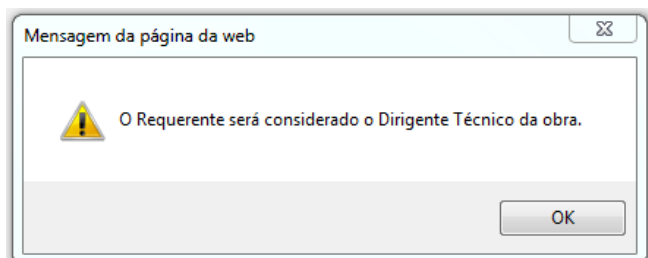 Mensagem da página da web
O Requerente será considerado o Dirigente Técnico da obra.
OK